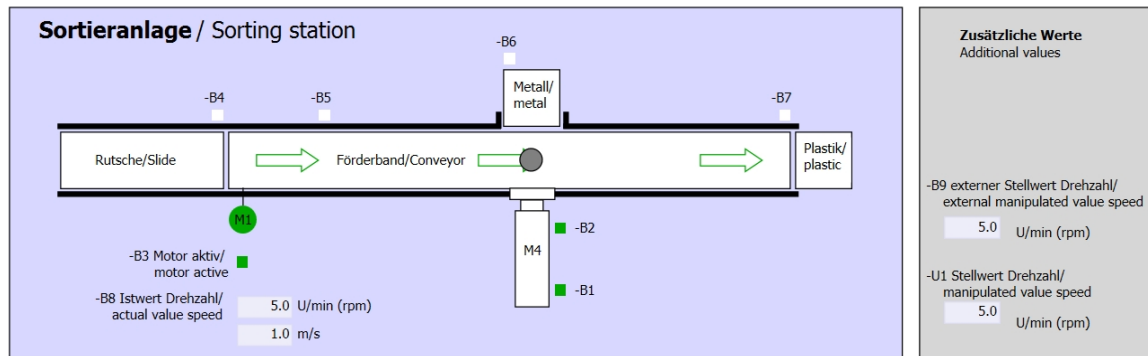 Sortieranlage / Sorting station
-B6
-B4
-B5
Metall/
metal
-B7
Rutsche/Slide
Förderband/Conveyor
Plastik/
plastic
M1
-B3 Motor aktiv/
motor active
M4
-B2
-B1
-B8 Istwert Drehzahl/
actual value speed
5.0 U/min (rpm)
1.0 m/s
Zusätzliche Werte
Additional values
-B9 externer Stellwert Drehzahl/
external manipulated value speed
5.0 U/min (rpm)
-U1 Stellwert Drehzahl/
manipulated value speed
5.0 U/min (rpm)